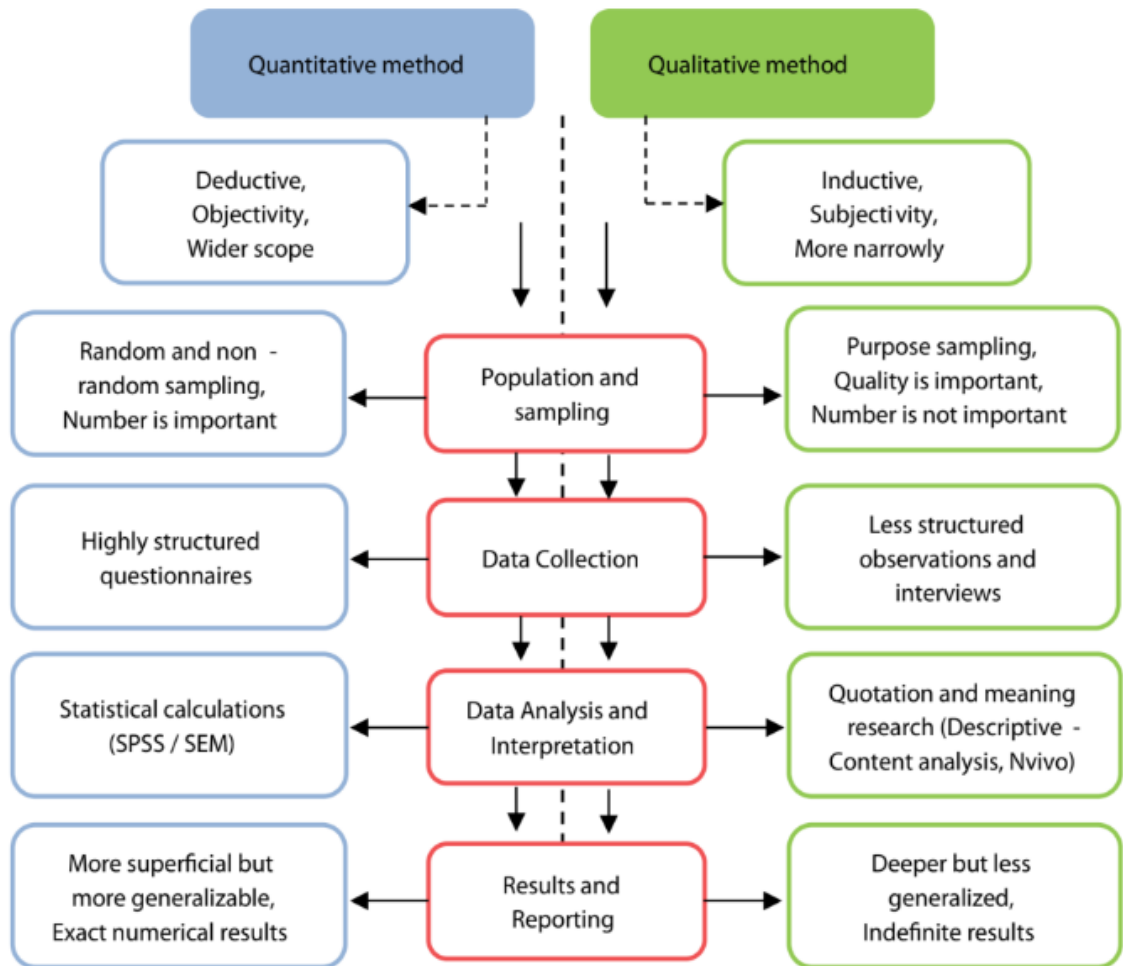 Quantitative method
Qualitative method
Deductive,
Objectivity,
Wider scope
Inductive,
Subjectivity,
More narrowly
Random and non -
random sampling,
Number is important
Population and
sampling
Purpose sampling,
Quality is important,
Number is not important
Highly structured
questionnaires
Data Collection
Less structured
observations and
interviews
Statistical calculations
(SPSS / SEM)
Data Analysis and
Interpretation
Quotation and meaning
research (Descriptive -
Content analysis, Nvivo)
More superficial but
more generalizable,
Exact numerical results
Results and
Reporting
Deeper but less
generalized,
Indefinite results